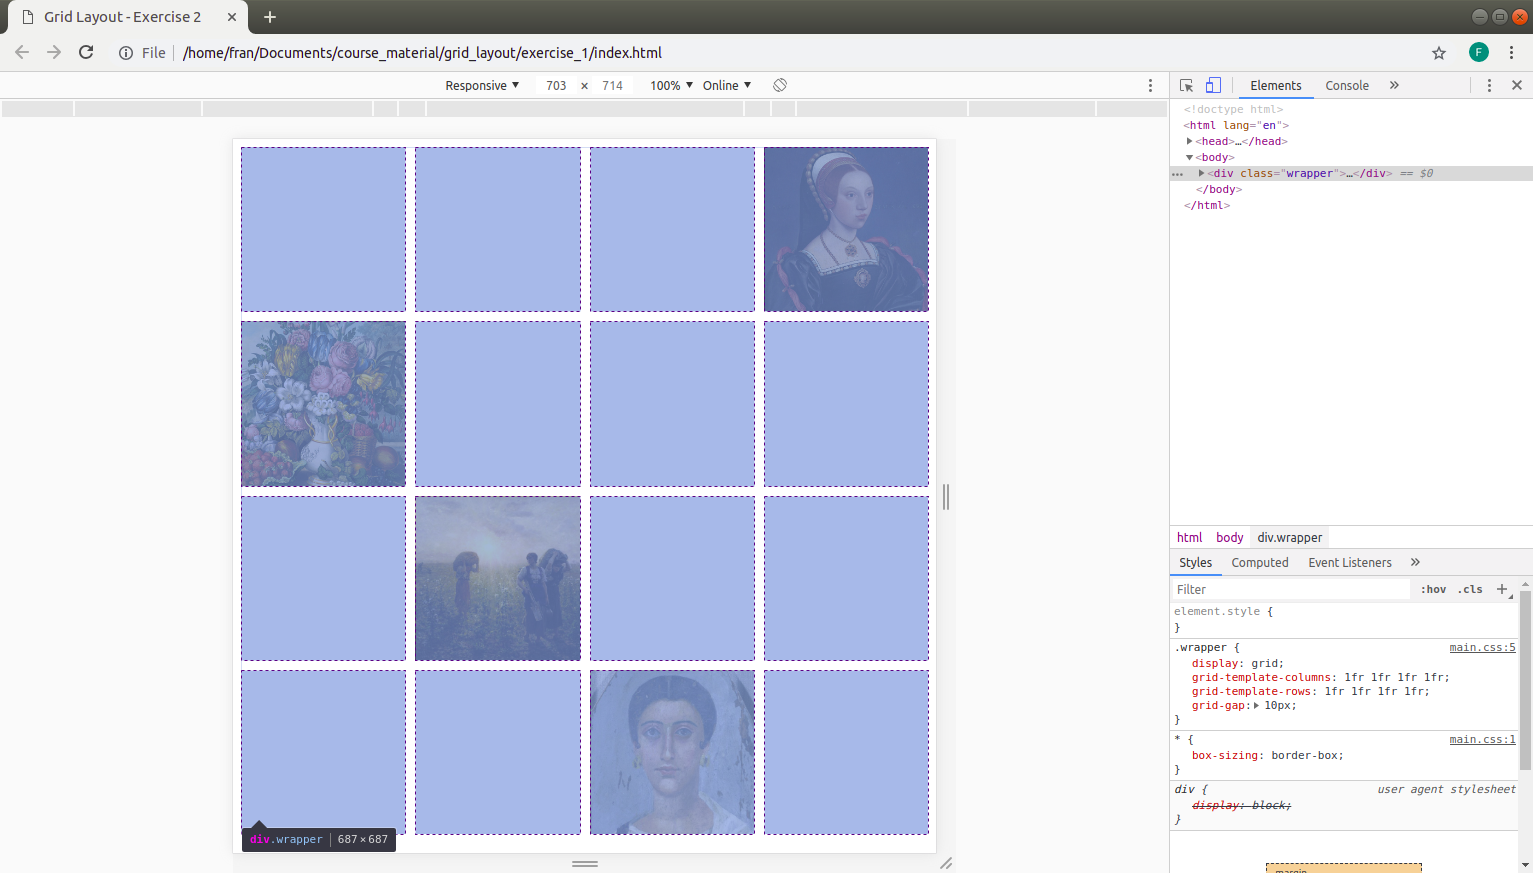 Grid Layout - Exercise 2
File
/home/fran/Documents/course_material/grid_layout/exercise_1/index.html
F
Responsive ▼ 703 × 714 100% ▼ Online ▼
Elements Console »
<!doctype html>
<html lang="en">
<head>…</head>
<body>
<div class="wrapper">…</div> == $0
</body>
</html>
div.wrapper 687×687
html body div.wrapper
Styles Computed Event Listeners »
Filter :hov .cls +
element.style {
}
.wrapper { main.css:5
display: grid;
grid-template-columns: 1fr 1fr 1fr 1fr;
grid-template-rows: 1fr 1fr 1fr 1fr;
grid-gap: 10px;
}
* { main.css:1
box-sizing: border-box;
}
div { user agent stylesheet
display: block;
}
margin